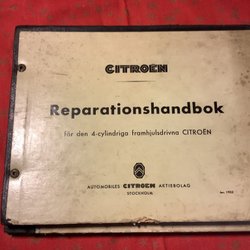 CITROËN
Reparationshandbok
för den 4-cylindriga framhjulsdrivna CITROËN
AUTOMOBILES CITROËN AKTIEBOLAG
STOCKHOLM